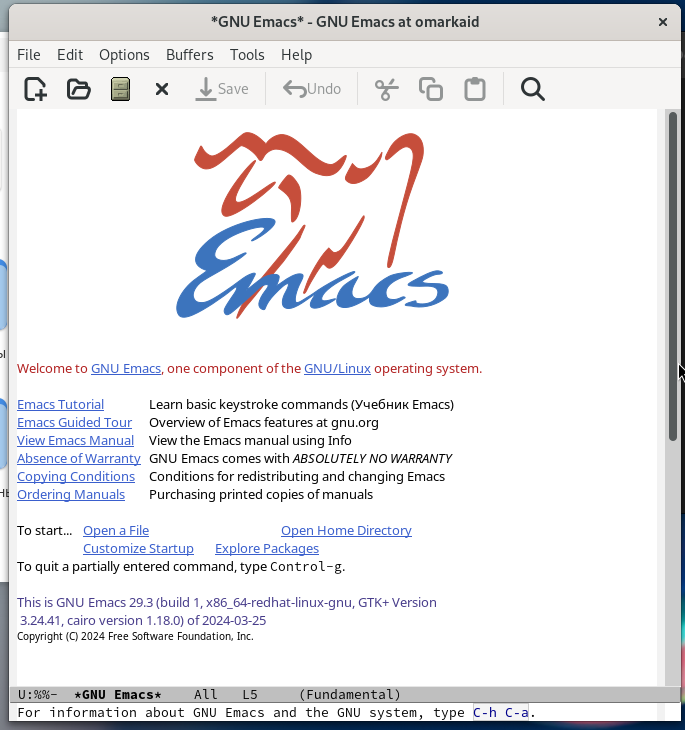 *GNU Emacs* - GNU Emacs at omarkaid
File Edit Options Buffers Tools Help
Save Undo
Emacs
Welcome to GNU Emacs, one component of the GNU/Linux operating system.
Emacs Tutorial Learn basic keystroke commands (Учебник Emacs)
Emacs Guided Tour Overview of Emacs features at gnu.org
View Emacs Manual View the Emacs manual using Info
Absence of Warranty GNU Emacs comes with ABSOLUTELY NO WARRANTY
Copying Conditions Conditions for redistributing and changing Emacs
Ordering Manuals Purchasing printed copies of manuals
To start... Open a File Open Home Directory
Customize Startup Explore Packages
To quit a partially entered command, type Control-g.
This is GNU Emacs 29.3 (build 1, x86_64-redhat-linux-gnu, GTK+ Version
3.24.41, cairo version 1.18.0) of 2024-03-25
Copyright (C) 2024 Free Software Foundation, Inc.
U:%%- *GNU Emacs* All L5 (Fundamental)
For information about GNU Emacs and the GNU system, type C-h C-a.